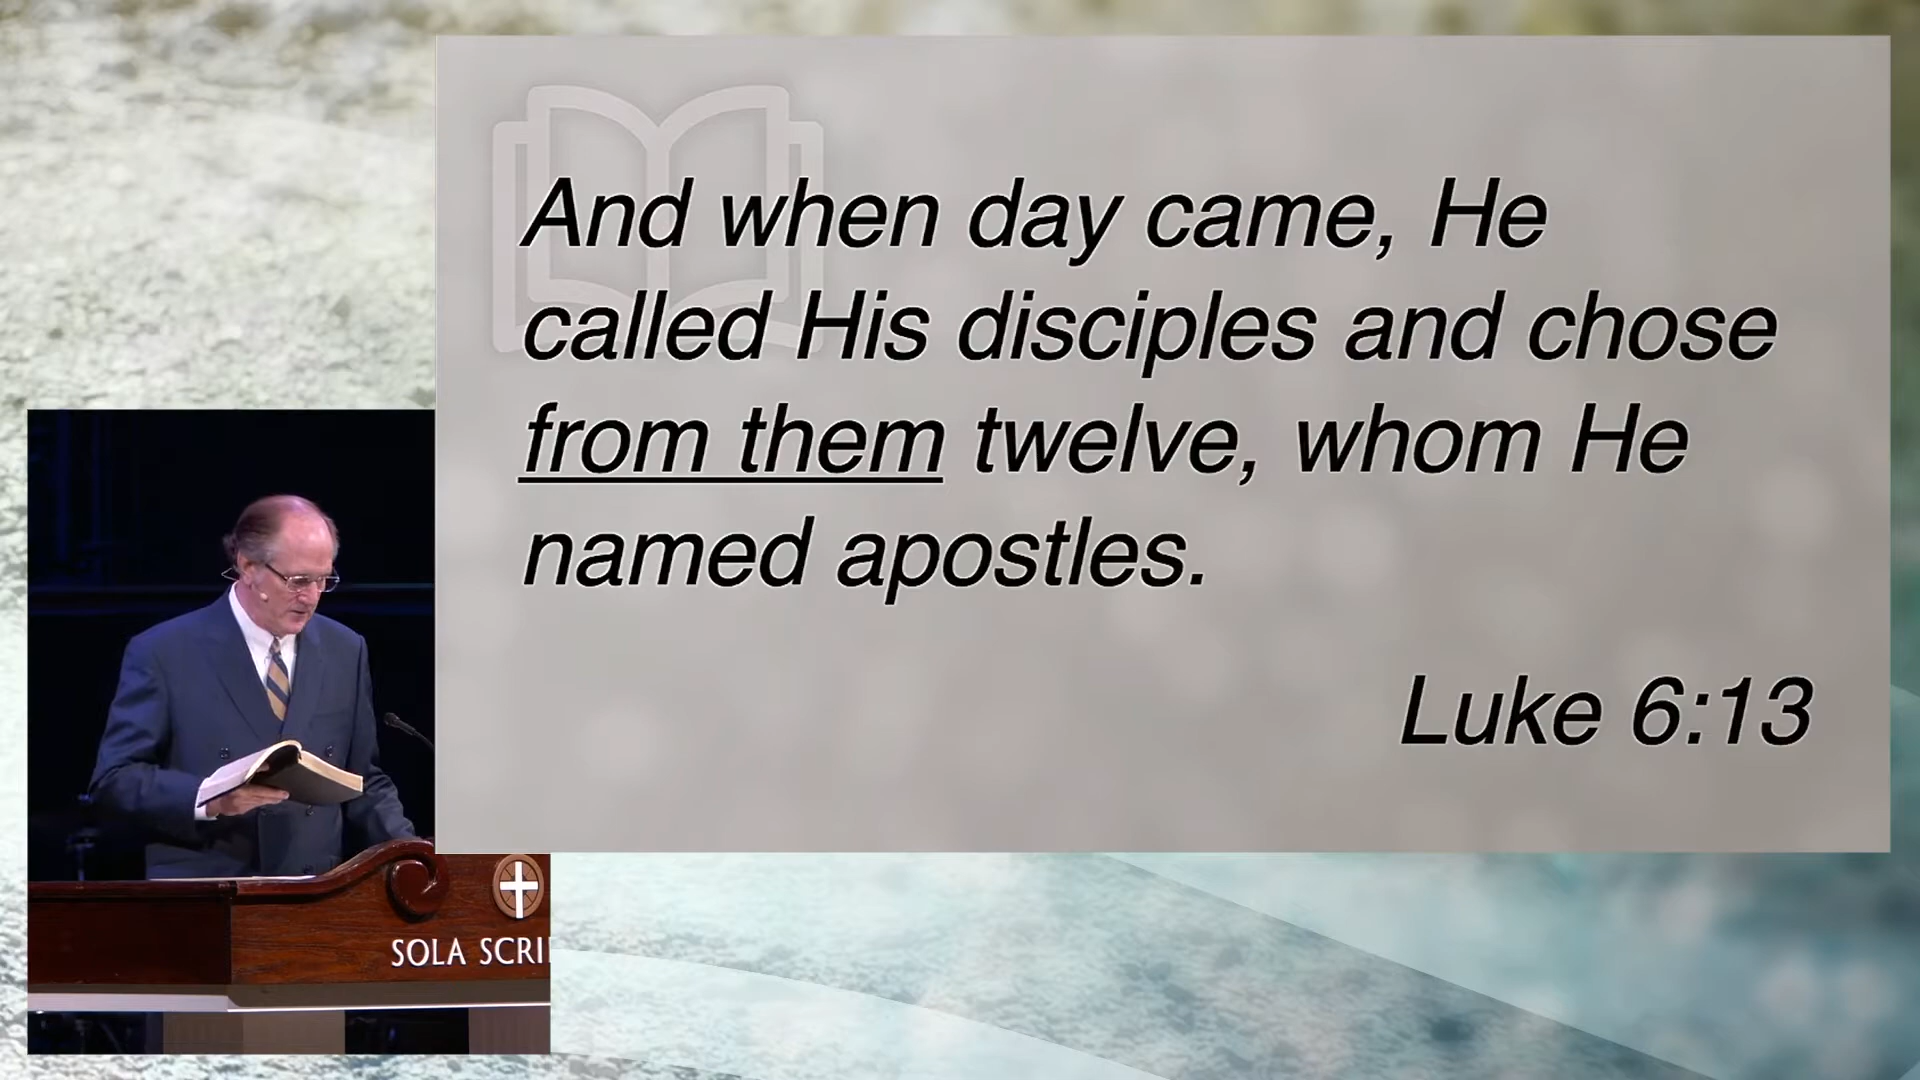 And when day came, He
called His disciples and chose
from them twelve, whom He
named apostles.
Luke 6:13
SOLA SCRI